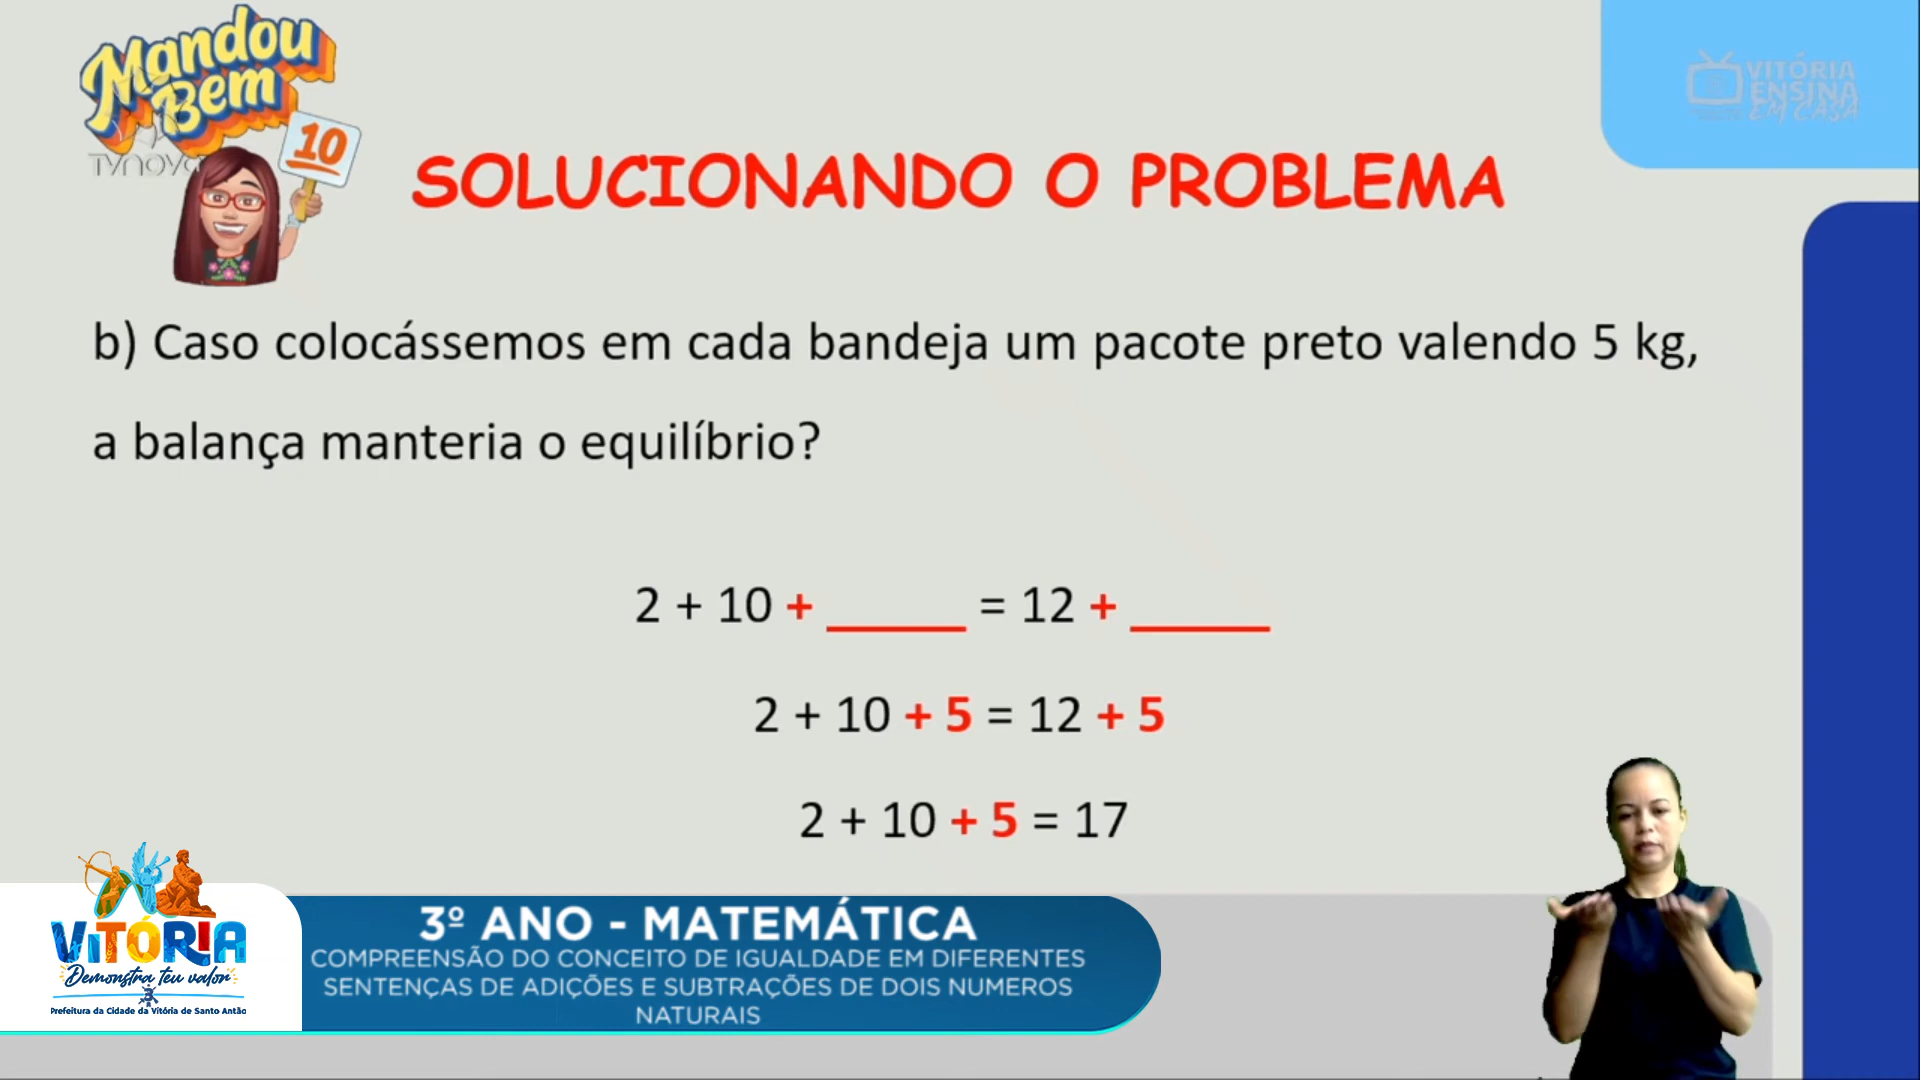 Mandou
Bem
10
TVNOVA
VITÓRIA
ENSINA
EM CASA
SOLUCIONANDO O PROBLEMA
b) Caso colocássemos em cada bandeja um pacote preto valendo 5 kg,
a balança manteria o equilíbrio?
2 + 10 + _____ = 12 + _____
2 + 10 + 5 = 12 + 5
2 + 10 + 5 = 17
VITÓRIA
Demonstra teu valor
Prefeitura da Cidade da Vitória de Santo Antão
3º ANO - MATEMÁTICA
COMPREENSÃO DO CONCEITO DE IGUALDADE EM DIFERENTES
SENTENÇAS DE ADIÇÕES E SUBTRAÇÕES DE DOIS NUMEROS
NATURAIS